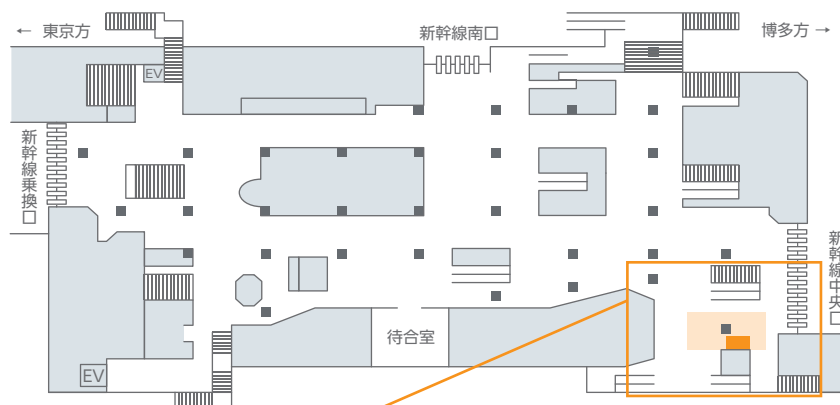 ← 東京方
新幹線南口
博多方 →
EV
新幹線乗換口
新幹線中央口
待合室
EV